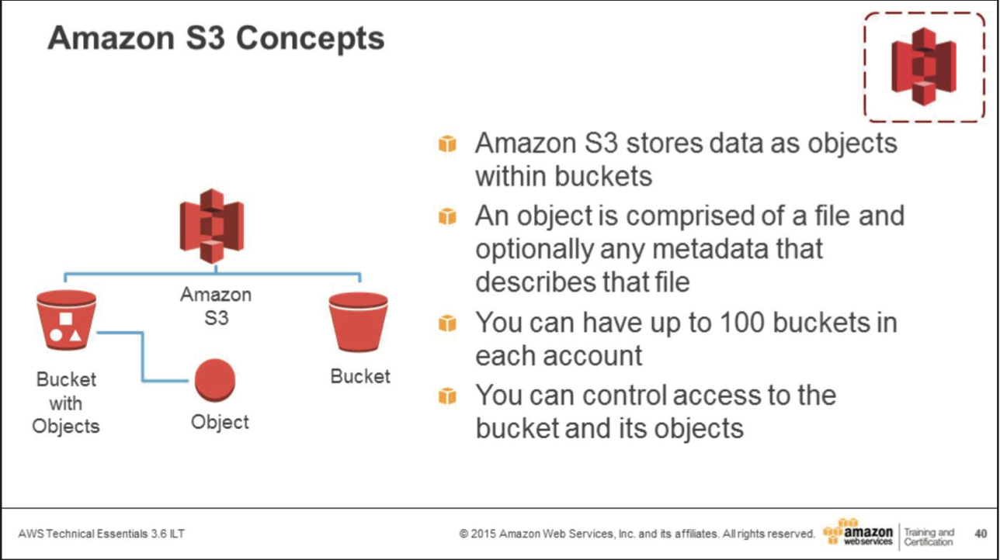 Amazon S3 Concepts
Amazon S3 stores data as objects
within buckets
An object is comprised of a file and
optionally any metadata that
describes that file
You can have up to 100 buckets in
each account
You can control access to the
bucket and its objects
Amazon
S3
Bucket
with
Objects
Object
Bucket
AWS Technical Essentials 3.6 ILT
© 2015 Amazon Web Services, Inc. and its affiliates. All rights reserved.
amazon
webservices
Training and
Certification
40